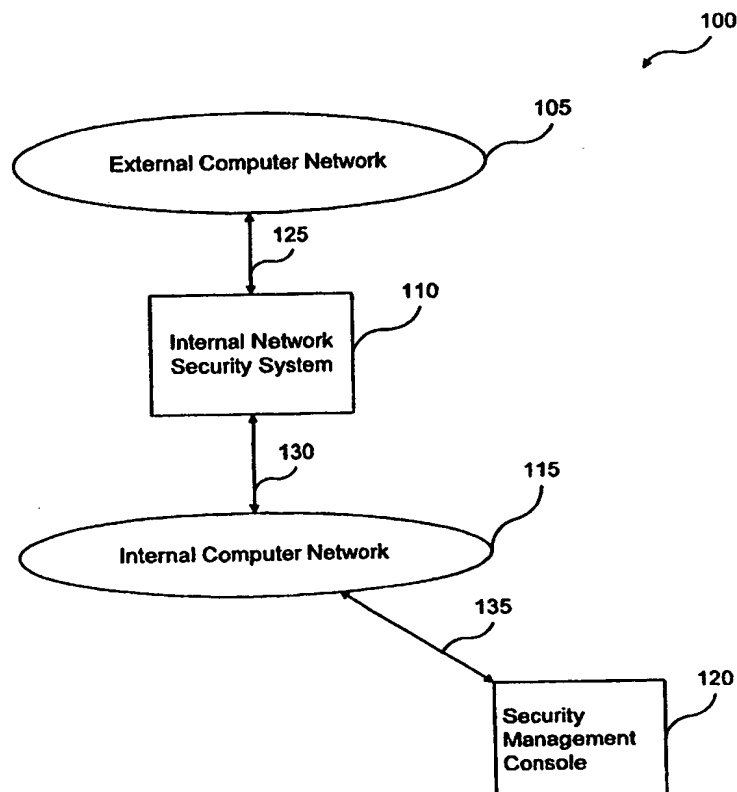 100
105
External Computer Network
125
110
Internal Network
Security System
130
115
Internal Computer Network
135
120
Security
Management
Console